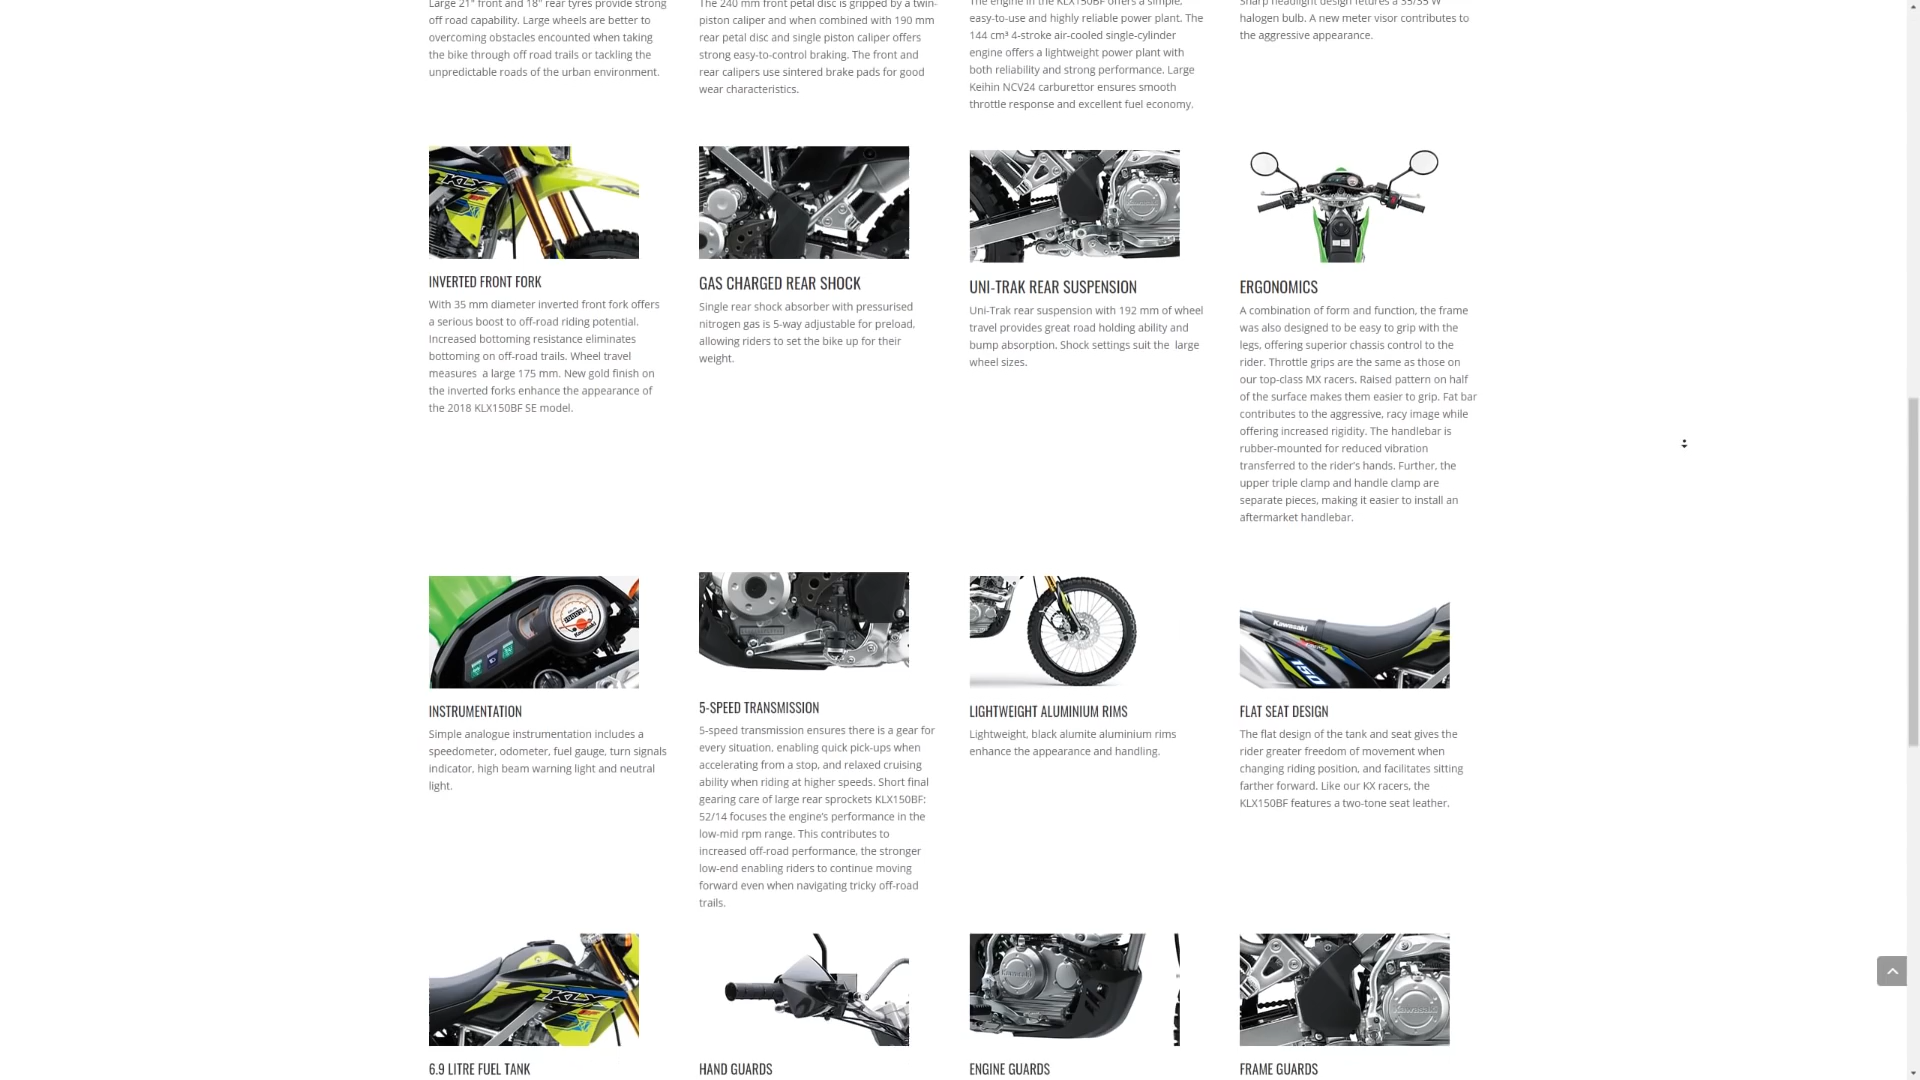 Large 21" front and 18" rear tyres provide strong
off road capability. Large wheels are better to
overcoming obstacles encountered when taking
the bike through off road trails or tackling the
unpredictable roads of the urban environment.
The 240 mm front petal disc is gripped by a twin-
piston caliper and when combined with 190 mm
rear petal disc and single piston caliper offers
strong easy-to-control braking. The front and
rear calipers use sintered brake pads for good
wear characteristics.
The engine in the KLX150BF offers a simple,
easy-to-use and highly reliable power plant. The
144 cm³ 4-stroke air-cooled single-cylinder
engine offers a lightweight power plant with
both reliability and strong performance. Large
Keihin NCV24 carburettor ensures smooth
throttle response and excellent fuel economy.
Sharp headlight design fetures a 35/35 W
halogen bulb. A new meter visor contributes to
the aggressive appearance.
KLX
INVERTED FRONT FORK
With 35 mm diameter inverted front fork offers
a serious boost to off-road riding potential.
Increased bottoming resistance eliminates
bottoming on off-road trails. Wheel travel
measures a large 175 mm. New gold finish on
the inverted forks enhance the appearance of
the 2018 KLX150BF SE model.
GAS CHARGED REAR SHOCK
Single rear shock absorber with pressurised
nitrogen gas is 5-way adjustable for preload,
allowing riders to set the bike up for their
weight.
UNI-TRAK REAR SUSPENSION
Uni-Trak rear suspension with 192 mm of wheel
travel provides great road holding ability and
bump absorption. Shock settings suit the large
wheel sizes.
ERGONOMICS
A combination of form and function, the frame
was also designed to be easy to grip with the
legs, offering superior chassis control to the
rider. Throttle grips are the same as those on
our top-class MX racers. Raised pattern on half
of the surface makes them easier to grip. Fat bar
contributes to the aggressive, racy image while
offering increased rigidity. The handlebar is
rubber-mounted for reduced vibration
transferred to the rider's hands. Further, the
upper triple clamp and handle clamp are
separate pieces, making it easier to install an
aftermarket handlebar.
INSTRUMENTATION
Simple analogue instrumentation includes a
speedometer, odometer, fuel gauge, turn signals
indicator, high beam warning light and neutral
light.
5-SPEED TRANSMISSION
5-speed transmission ensures there is a gear for
every situation, enabling quick pick-ups when
accelerating from a stop, and relaxed cruising
ability when riding at higher speeds. Short final
gearing care of large rear sprockets KLX150BF:
52/14 focuses the engine's performance in the
low-mid rpm range. This contributes to
increased off-road performance, the stronger
low-end enabling riders to continue moving
forward even when navigating tricky off-road
trails.
LIGHTWEIGHT ALUMINIUM RIMS
Lightweight, black alumite aluminium rims
enhance the appearance and handling.
Kawasaki
150
FLAT SEAT DESIGN
The flat design of the tank and seat gives the
rider greater freedom of movement when
changing riding position, and facilitates sitting
farther forward. Like our KX racers, the
KLX150BF features a two-tone seat leather.
KLX
6.9 LITRE FUEL TANK
HAND GUARDS
Kawasaki
ENGINE GUARDS
FRAME GUARDS